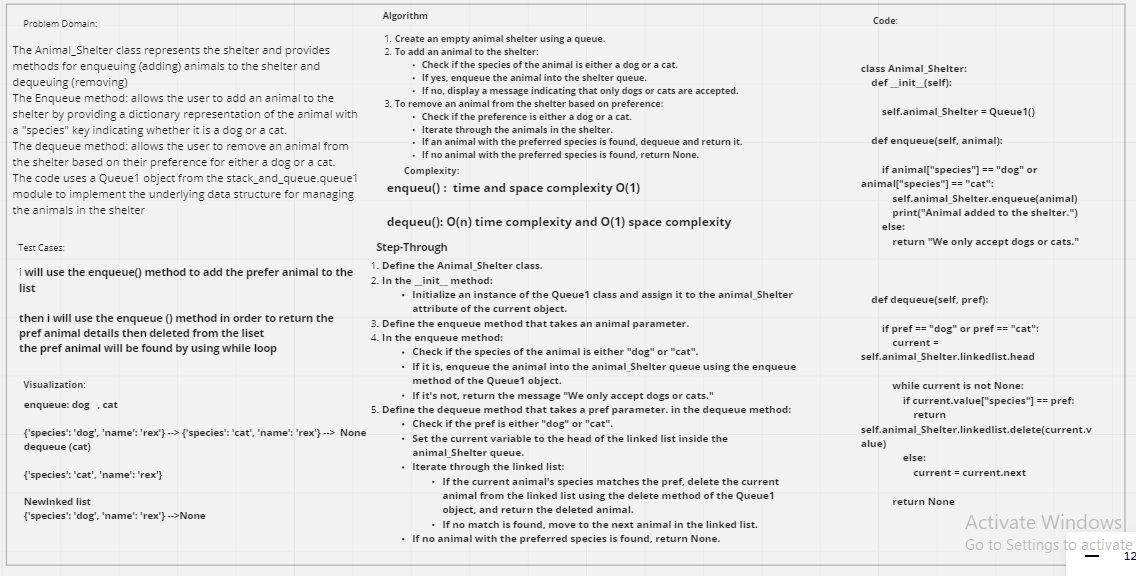 Problem Domain:
The Animal_Shelter class represents the shelter and provides
methods for enqueuing (adding) animals to the shelter and
dequeuing (removing)
The Enqueue method: allows the user to add an animal to the
shelter by providing a dictionary representation of the animal with
a "species" key indicating whether it is a dog or a cat.
The dequeue method: allows the user to remove an animal from
the shelter based on their preference for either a dog or a cat.
The code uses a Queue1 object from the stack_and_queue.queue1
module to implement the underlying data structure for managing
the animals in the shelter
Test Cases:
i will use the enqueue() method to add the prefer animal to the
list
then i will use the enqueue () method in order to return the
pref animal details then deleted from the liset
the pref animal will be found by using while loop
Visualization:
enqueue: dog , cat
{'species': 'dog', 'name': 'rex'} --> {'species': 'cat', 'name': 'rex'} --> None
dequeue (cat)
{'species': 'cat', 'name': 'rex'}
Newlnked list
{'species': 'dog', 'name': 'rex'} -->None
Algorithm
1. Create an empty animal shelter using a queue.
2. To add an animal to the shelter:
• Check if the species of the animal is either a dog or a cat.
• If yes, enqueue the animal into the shelter queue.
• If no, display a message indicating that only dogs or cats are accepted.
3. To remove an animal from the shelter based on preference:
• Check if the preference is either a dog or a cat.
• Iterate through the animals in the shelter.
• If an animal with the preferred species is found, dequeue and return it.
• If no animal with the preferred species is found, return None.
Complexity:
enqueu() : time and space complexity O(1)
dequeu(): O(n) time complexity and O(1) space complexity
Step-Through
1. Define the Animal_Shelter class.
2. In the __init__ method:
• Initialize an instance of the Queue1 class and assign it to the animal_Shelter
attribute of the current object.
3. Define the enqueue method that takes an animal parameter.
4. In the enqueue method:
• Check if the species of the animal is either "dog" or "cat".
• If it is, enqueue the animal into the animal_Shelter queue using the enqueue
method of the Queue1 object.
• If it's not, return the message "We only accept dogs or cats."
5. Define the dequeue method that takes a pref parameter. in the dequeue method:
• Check if the pref is either "dog" or "cat".
• Set the current variable to the head of the linked list inside the
animal_Shelter queue.
• Iterate through the linked list:
• If the current animal's species matches the pref, delete the current
animal from the linked list using the delete method of the Queue1
object, and return the deleted animal.
• If no match is found, move to the next animal in the linked list.
• If no animal with the preferred species is found, return None.
Code:
class Animal_Shelter:
def __init__(self):
self.animal_Shelter = Queue1()
def enqueue(self, animal):
if animal["species"] == "dog" or
animal["species"] == "cat":
self.animal_Shelter.enqueue(animal)
print("Animal added to the shelter.")
else:
return "We only accept dogs or cats."
def dequeue(self, pref):
if pref == "dog" or pref == "cat":
current =
self.animal_Shelter.linkedlist.head
while current is not None:
if current.value["species"] == pref:
return
self.animal_Shelter.linkedlist.delete(current.v
alue)
else:
current = current.next
return None
Activate Windows
Go to Settings to activate
12